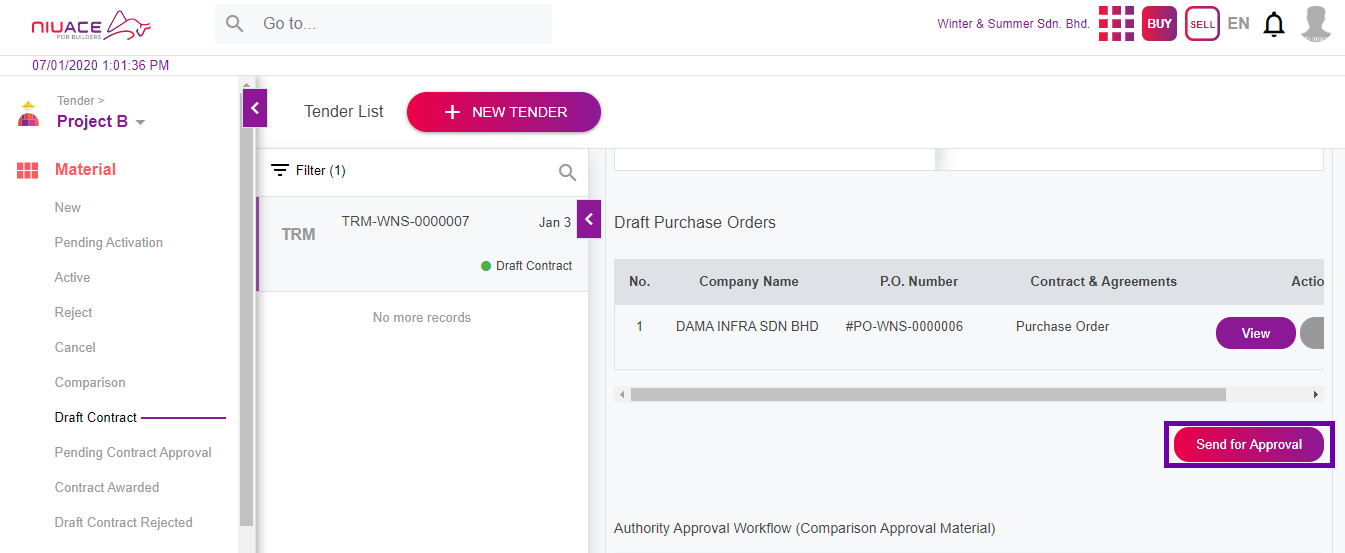 NIUACE
FOR BUILDERS
Go to...
Winter & Summer Sdn. Bhd.
BUY
SELL
EN
07/01/2020 1:01:36 PM
Tender >
Project B
Material
New
Pending Activation
Active
Reject
Cancel
Comparison
Draft Contract
Pending Contract Approval
Contract Awarded
Draft Contract Rejected
Tender List
+ NEW TENDER
Filter (1)
TRM
TRM-WNS-0000007
Jan 3
Draft Contract
No more records
Draft Purchase Orders
No. Company Name P.O. Number Contract & Agreements Actio
1 DAMA INFRA SDN BHD #PO-WNS-0000006 Purchase Order View
Send for Approval
Authority Approval Workflow (Comparison Approval Material)